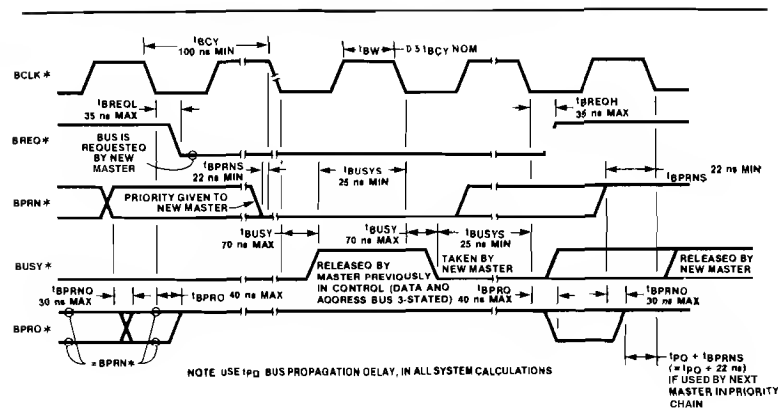 tBCY
100 ns MIN
tBW
0 5 tBCY NOM
BCLK *
tBREQL
35 ns MAX
tBREQH
35 ns MAX
BREQ*
BUS IS
REQUESTED
BY NEW
MASTER
tBPRNS
22 ns MIN
tBUSYS
25 ns MIN
22 ns MIN
tBPRNS
BPRN*
PRIORITY GIVEN TO
NEW MASTER
tBUSY
70 ns MAX
tBUSY
70 ns MAX
tBUSYS
25 ns MIN
TAKEN BY
NEW MASTER
BUSY*
RELEASED BY
MASTER PREVIOUSLY
IN CONTROL (DATA AND
ADDRESS BUS 3-STATED)
RELEASED BY
NEW MASTER
tBPRNO
30 ns MAX
tBPRO 40 ns MAX
tBPRO
40 ns MAX
tBPRNO
30 ns MAX
BPRO*
=BPRN*
NOTE USE tPD BUS PROPAGATION DELAY, IN ALL SYSTEM CALCULATIONS
tPD + tBPRNS
(= tPD + 22 ns)
IF USED BY NEXT
MASTER IN PRIORITY
CHAIN